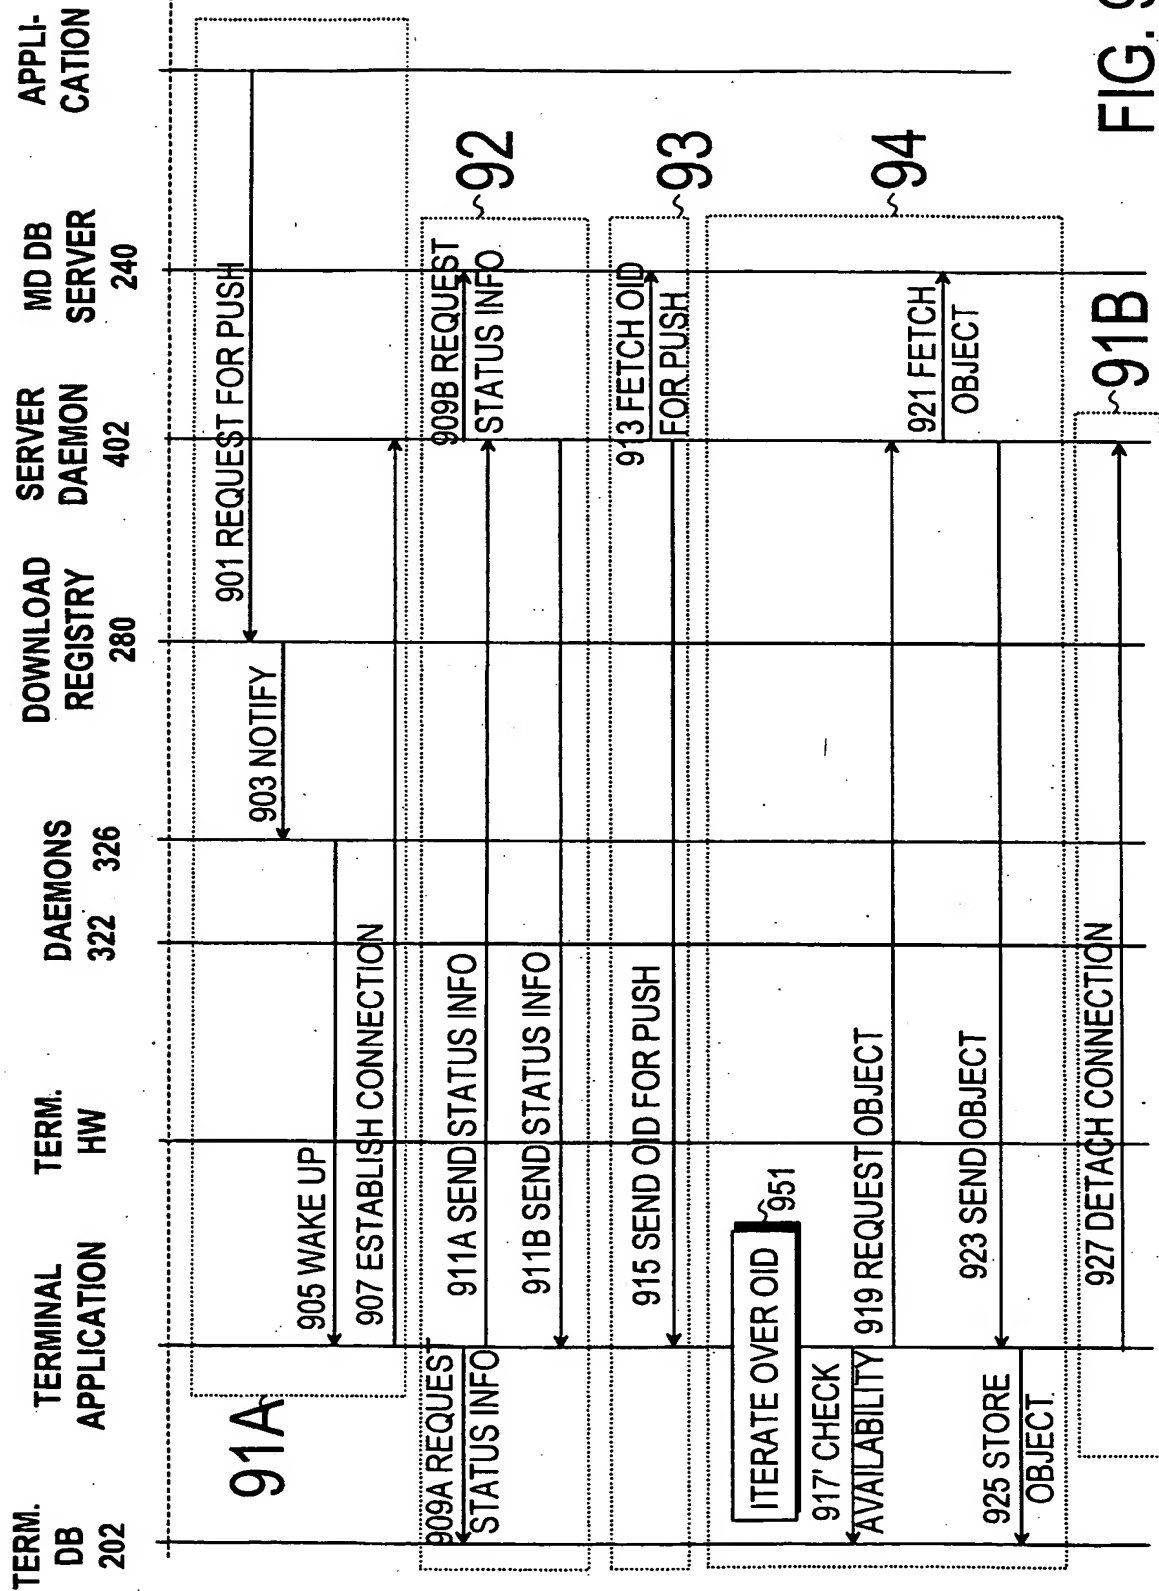 TERM.
DB
202
TERMINAL
APPLICATION
TERM.
HW
DAEMONS
322 326
DOWNLOAD
REGISTRY
280
SERVER
DAEMON
402
MD DB
SERVER
240
APPLI-
CATION
91A
901 REQUEST FOR PUSH
903 NOTIFY
905 WAKE UP
907 ESTABLISH CONNECTION
92
909A REQUEST
STATUS INFO
909B REQUEST
STATUS INFO
911A SEND STATUS INFO
911B SEND STATUS INFO
93
913 FETCH OID
FOR PUSH
915 SEND OID FOR PUSH
94
ITERATE OVER OID
951
917' CHECK
AVAILABILITY
919 REQUEST OBJECT
921 FETCH
OBJECT
923 SEND OBJECT
925 STORE
OBJECT
91B
927 DETACH CONNECTION
FIG. 9